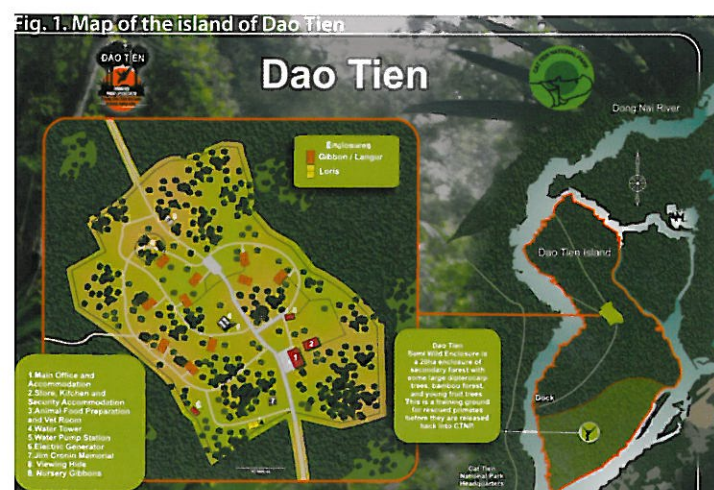 Fig. 1. Map of the island of Dao Tien
DAO TIEN
Dao Tien
Dong Nai River
Enclosures
Gibbon / Langur
Loris
Dao Tien Island
1.Main Office and
Accommodation
2.Store, Kitchen and
Security Accommodation
3.Animal Food Preparation
and Vet Room
4.Water Tower
5.Water Pump Station
6.Electric Generator
7.Jim Cronin Memorial
8. Viewing Hide
9. Nursery Gibbons
1
2
Dao Tien
Semi Wild Enclosure is
a 20ha enclosure of
secondary forest with
some large dipterocarp
trees, bamboo forest,
and young fruit trees
This is a training ground
for rescued primates
before they are released
back into CTNP
Dock
Cat Tien
National Park
Headquarters